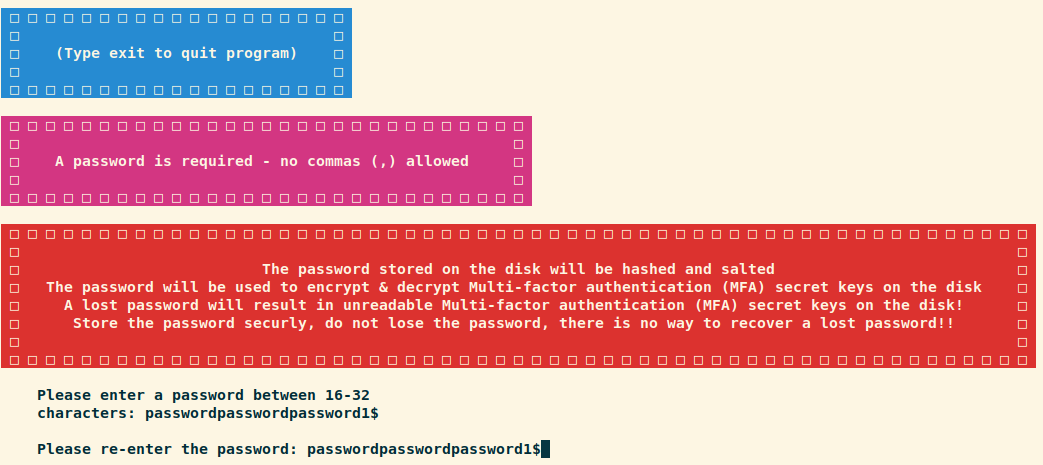 (Type exit to quit program)
A password is required - no commas (,) allowed
The password stored on the disk will be hashed and salted
The password will be used to encrypt & decrypt Multi-factor authentication (MFA) secret keys on the disk
A lost password will result in unreadable Multi-factor authentication (MFA) secret keys on the disk!
Store the password securly, do not lose the password, there is no way to recover a lost password!!
Please enter a password between 16-32
characters: passwordpasswordpassword1$
Please re-enter the password: passwordpasswordpassword1$